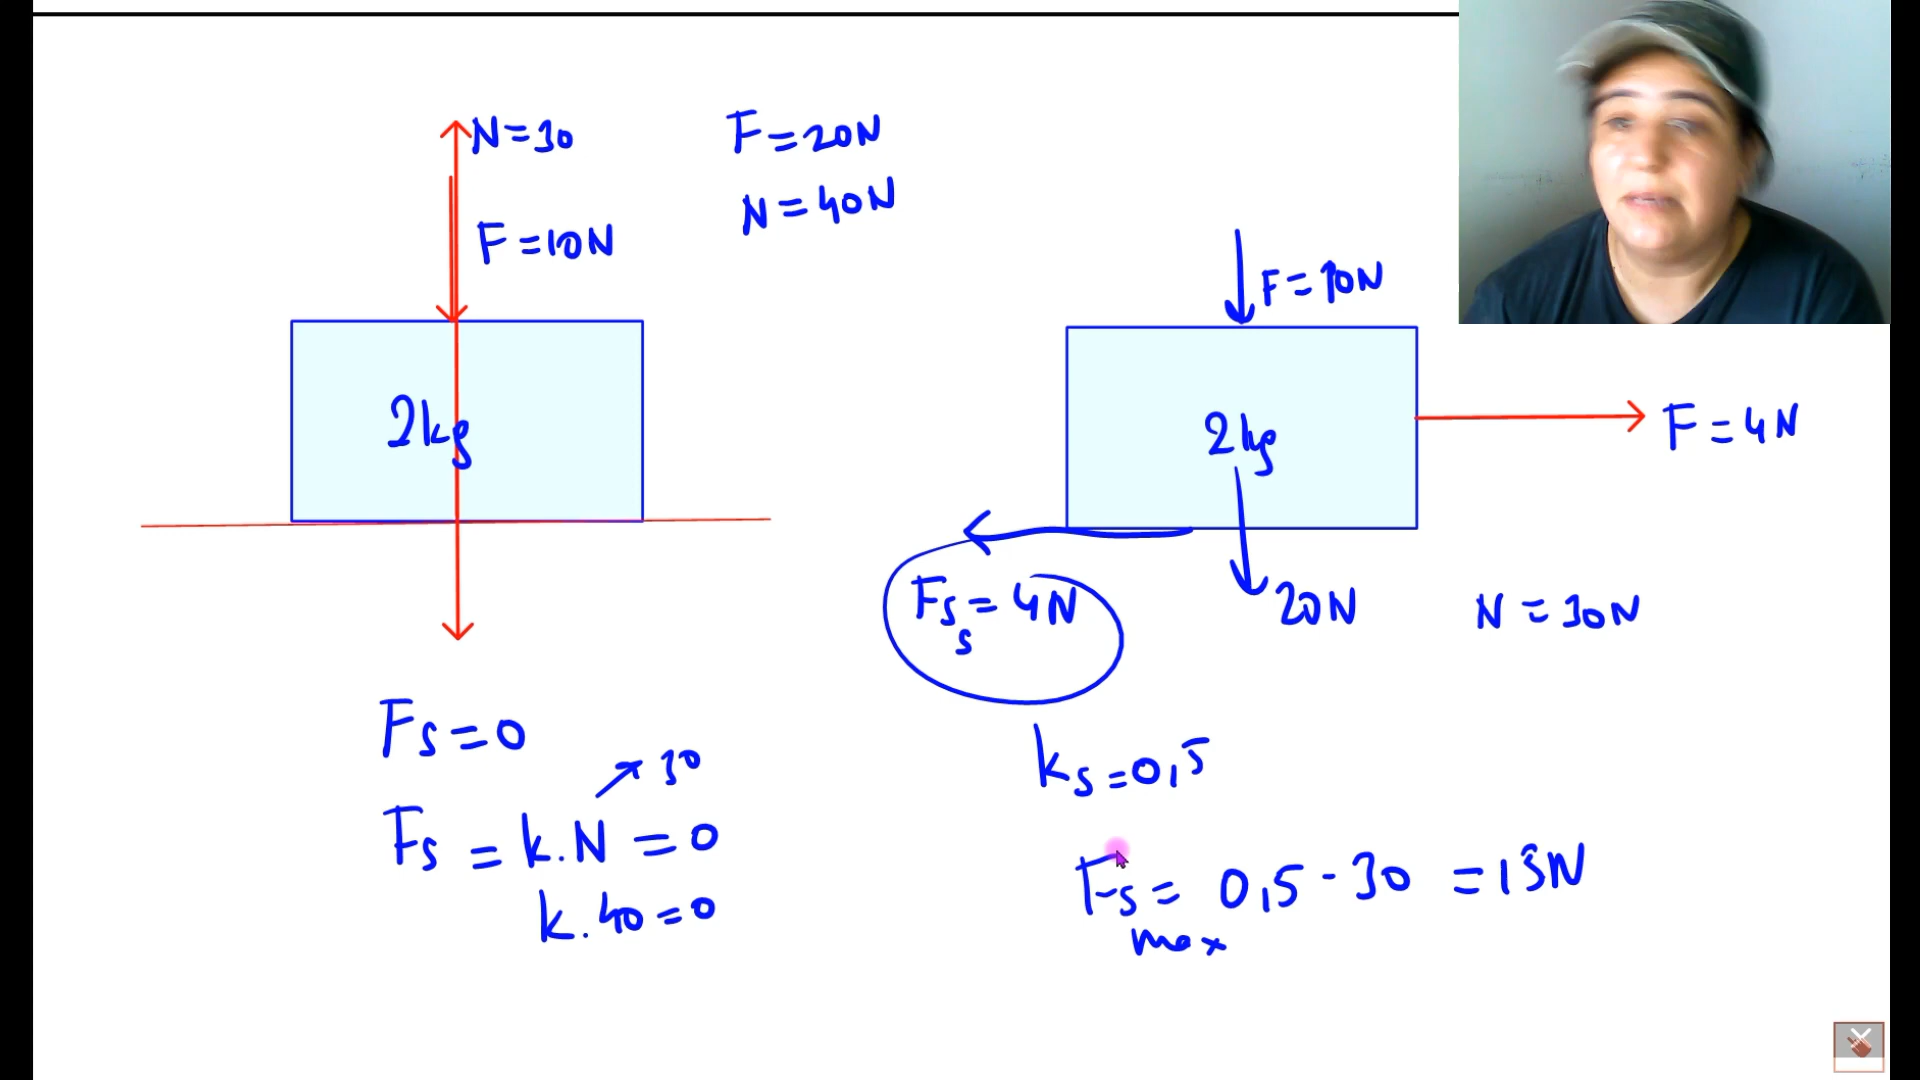 N=30
F=10N
F=20N
N=40N
2kg
Fs=0
30
Fs = k.N = 0
k.40=0
F=10N
2kg
F=4N
Fs s = 4N
20N
N = 30N
ks=0,5
Fs max = 0,5 . 30 = 15N